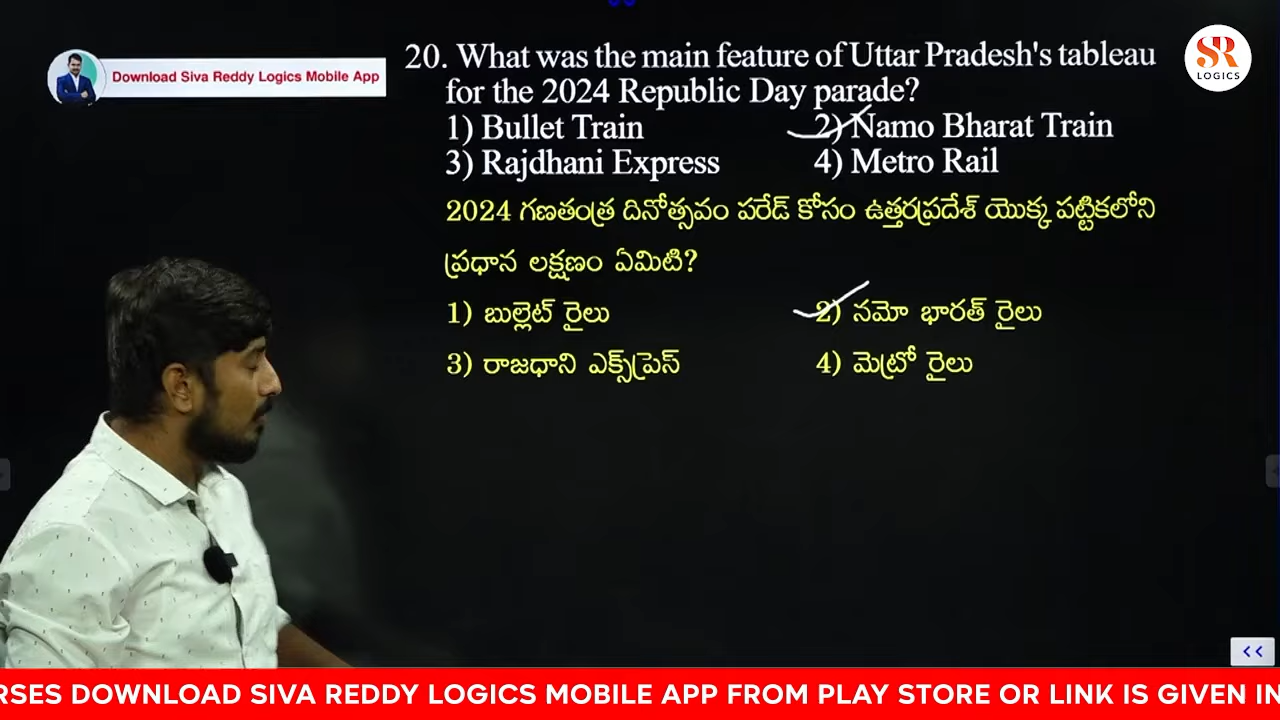 Download Siva Reddy Logics Mobile App
SR
LOGICS
20. What was the main feature of Uttar Pradesh's tableau
for the 2024 Republic Day parade?
1) Bullet Train 2) Namo Bharat Train
3) Rajdhani Express 4) Metro Rail
2024 గణతంత్ర దినోత్సవం పరేడ్ కోసం ఉత్తరప్రదేశ్ యొక్క పట్టికలోని
ప్రధాన లక్షణం ఏమిటి?
1) బుల్లెట్ రైలు 2) నమో భారత్ రైలు
3) రాజధాని ఎక్స్‌ప్రెస్ 4) మెట్రో రైలు
<<
RSES DOWNLOAD SIVA REDDY LOGICS MOBILE APP FROM PLAY STORE OR LINK IS GIVEN IN